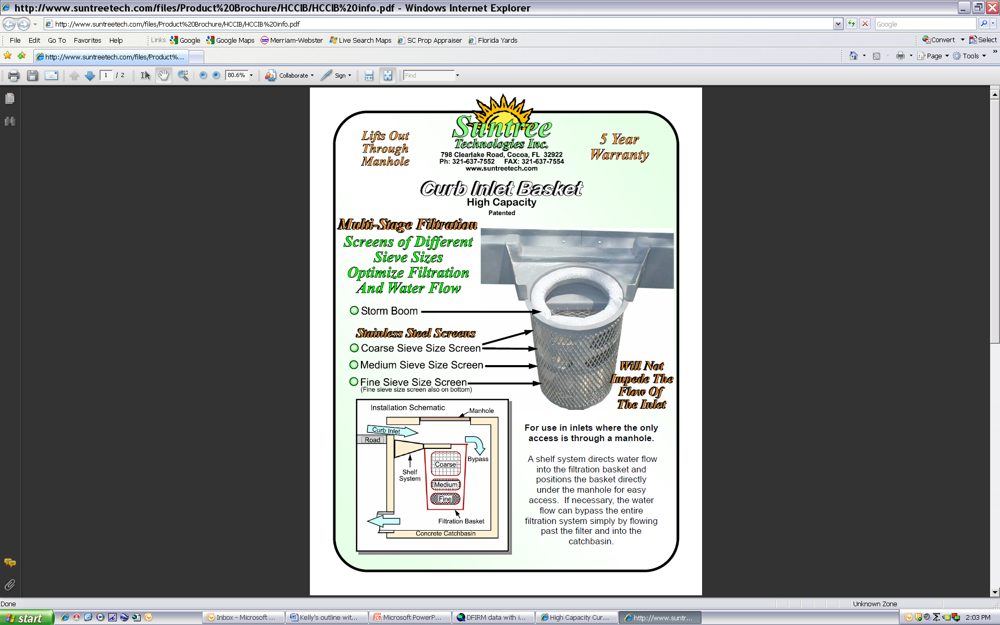 http://www.suntreetech.com/files/Product%20Brochure/HCCIB/HCCIB%20info.pdf - Windows Internet Explorer
http://www.suntreetech.com/files/Product%20Brochure/HCCIB/HCCIB%20info.pdf
Google
File Edit Go To Favorites Help
Links Google Google Maps Merriam-Webster Live Search Maps SC Prop Appraiser Florida Yards
Convert Select
http://www.suntreetech.com/files/Product%...
Page Tools »
1 / 2 80.6% Collaborate Sign Find
Lifts Out
Through
Manhole
Suntree
Technologies Inc.
798 Clearlake Road, Cocoa, FL 32922
Ph: 321-637-7552 FAX: 321-637-7554
www.suntreetech.com
5 Year
Warranty
Curb Inlet Basket
High Capacity
Patented
Multi-Stage Filtration
Screens of Different
Sieve Sizes
Optimize Filtration
And Water Flow
Storm Boom
Stainless Steel Screens
Coarse Sieve Size Screen
Medium Sieve Size Screen
Fine Sieve Size Screen
(Fine sieve size screen also on bottom)
Will Not
Impede The
Flow Of
The Inlet
Installation Schematic
Manhole
Curb Inlet
Road
Bypass
Coarse
Shelf
System
Medium
Fine
Filtration Basket
Concrete Catchbasin
For use in inlets where the only
access is through a manhole.
A shelf system directs water flow
into the filtration basket and
positions the basket directly
under the manhole for easy
access. If necessary, the water
flow can bypass the entire
filtration system simply by flowing
past the filter and into the
catchbasin.
Done
Unknown Zone
start
Inbox - Microsoft ...
Kelly's outline wit...
Microsoft PowerP...
DFIRM data with i...
High Capacity Cur...
http://www.suntr...
2:03 PM